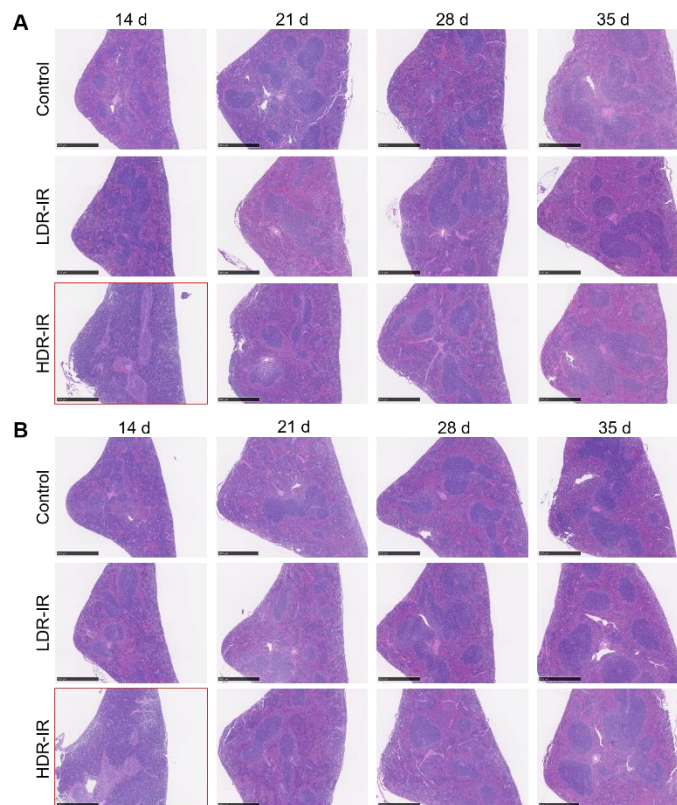 A
14 d 21 d 28 d 35 d
Control
LDR-IR
HDR-IR
B
14 d 21 d 28 d 35 d
Control
LDR-IR
HDR-IR